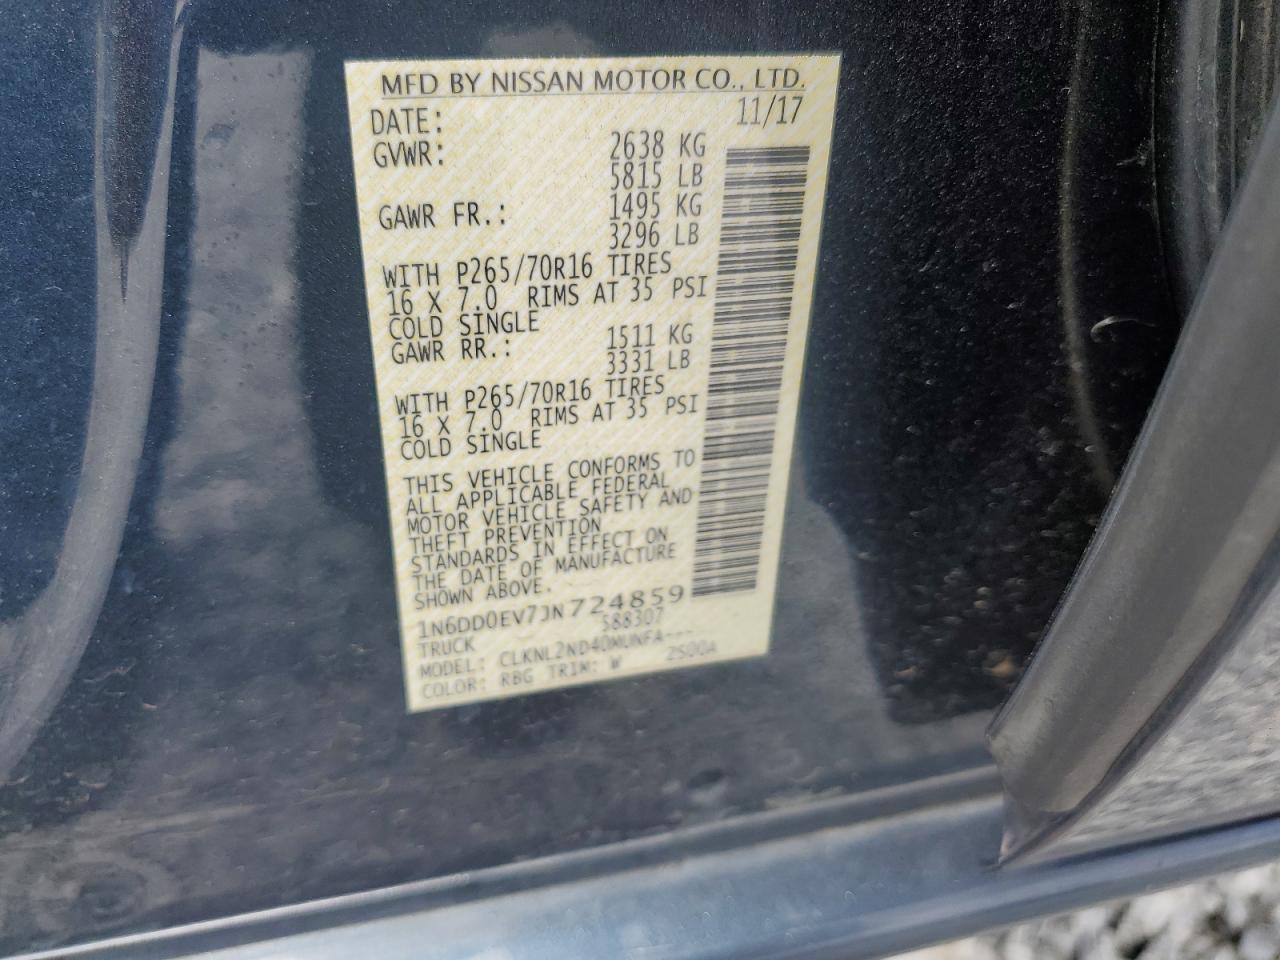 MFD BY NISSAN MOTOR CO., LTD.
DATE: 11/17
GVWR: 2638 KG
5815 LB
GAWR FR.: 1495 KG
3296 LB
WITH P265/70R16 TIRES
16 X 7.0 RIMS AT 35 PSI
COLD SINGLE
GAWR RR.: 1511 KG
3331 LB
WITH P265/70R16 TIRES
16 X 7.0 RIMS AT 35 PSI
COLD SINGLE
THIS VEHICLE CONFORMS TO
ALL APPLICABLE FEDERAL
MOTOR VEHICLE SAFETY AND
THEFT PREVENTION
STANDARDS IN EFFECT ON
THE DATE OF MANUFACTURE
SHOWN ABOVE.
1N6DD0EV7JN724859
TRUCK 588307
MODEL: CLKNL2ND40MUNFA---
COLOR: RBG TRIM: W 2S00A